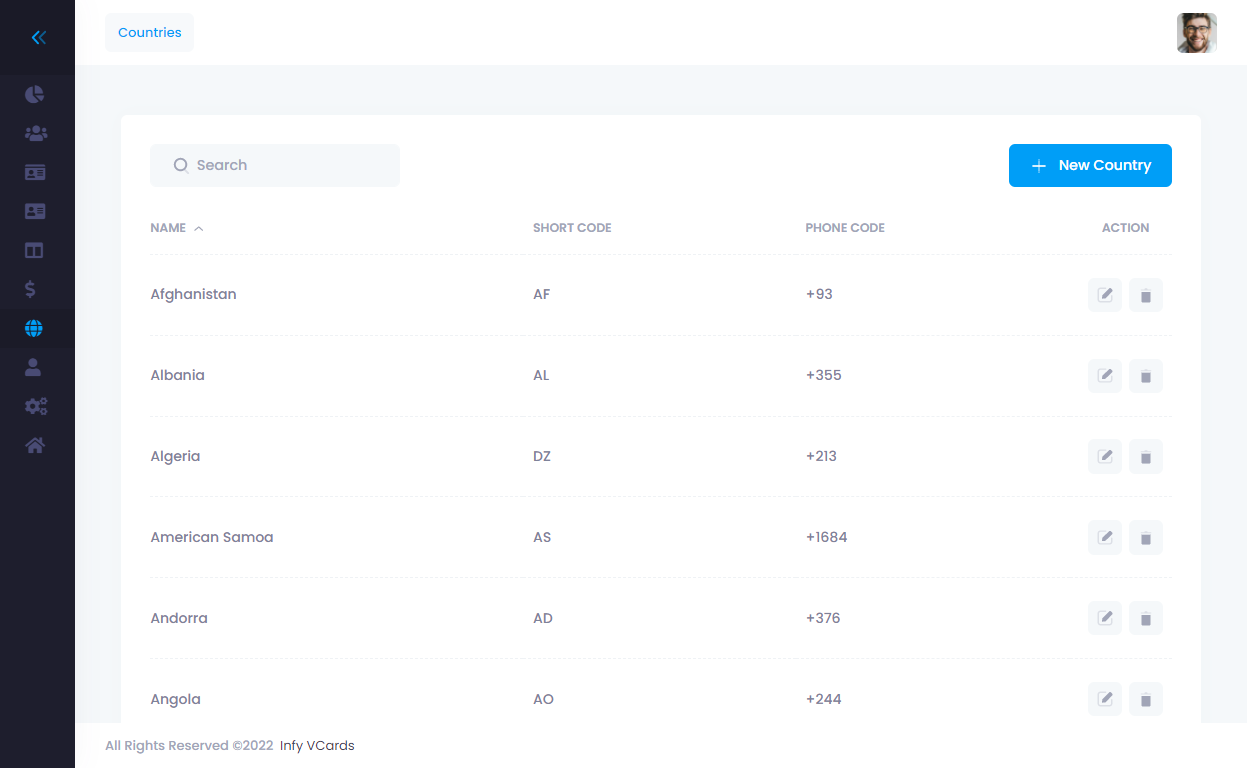 Countries
Search
New Country
NAME SHORT CODE PHONE CODE ACTION
Afghanistan AF +93
Albania AL +355
Algeria DZ +213
American Samoa AS +1684
Andorra AD +376
Angola AO +244
All Rights Reserved ©2022 Infy VCards